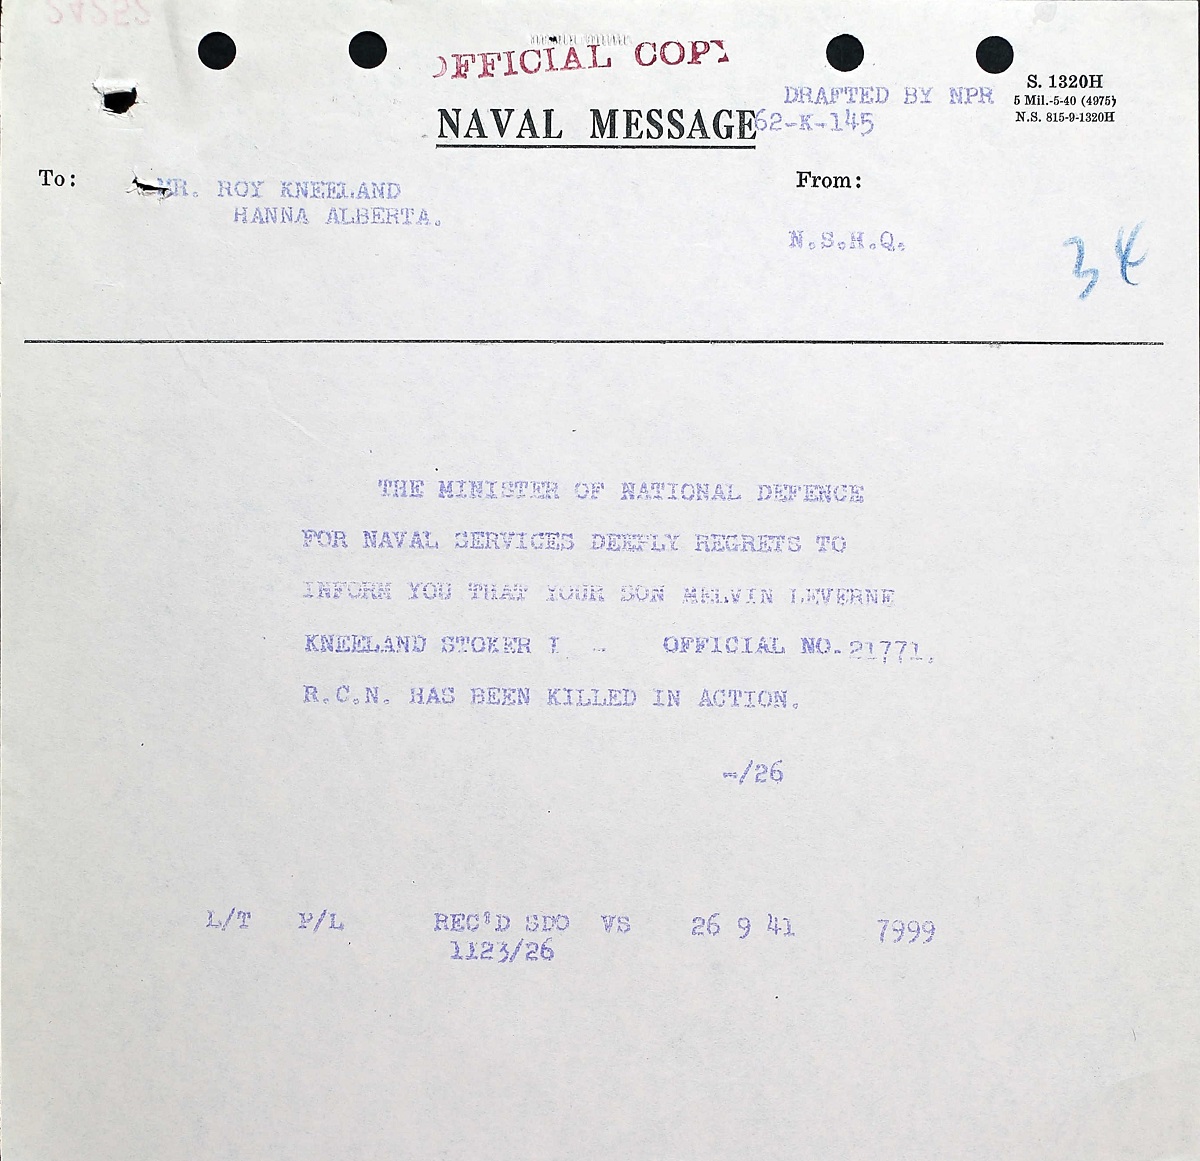 OFFICIAL COPY
DRAFTED BY NPR
S. 1320H
5 Mil.-5-40 (4975)
N.S. 815-9-1320H
NAVAL MESSAGE
62-K-145
To:
MR. ROY KNEELAND
HANNA ALBERTA.
From:
N.S.H.Q.
34
THE MINISTER OF NATIONAL DEFENCE
FOR NAVAL SERVICES DEEPLY REGRETS TO
INFORM YOU THAT YOUR SON MELVIN LEVERNE
KNEELAND STOKER I - OFFICIAL NO. 21771,
R.C.N. HAS BEEN KILLED IN ACTION.
-/26
L/T P/L REC'D SDO VS 26 9 41 7999
1123/26